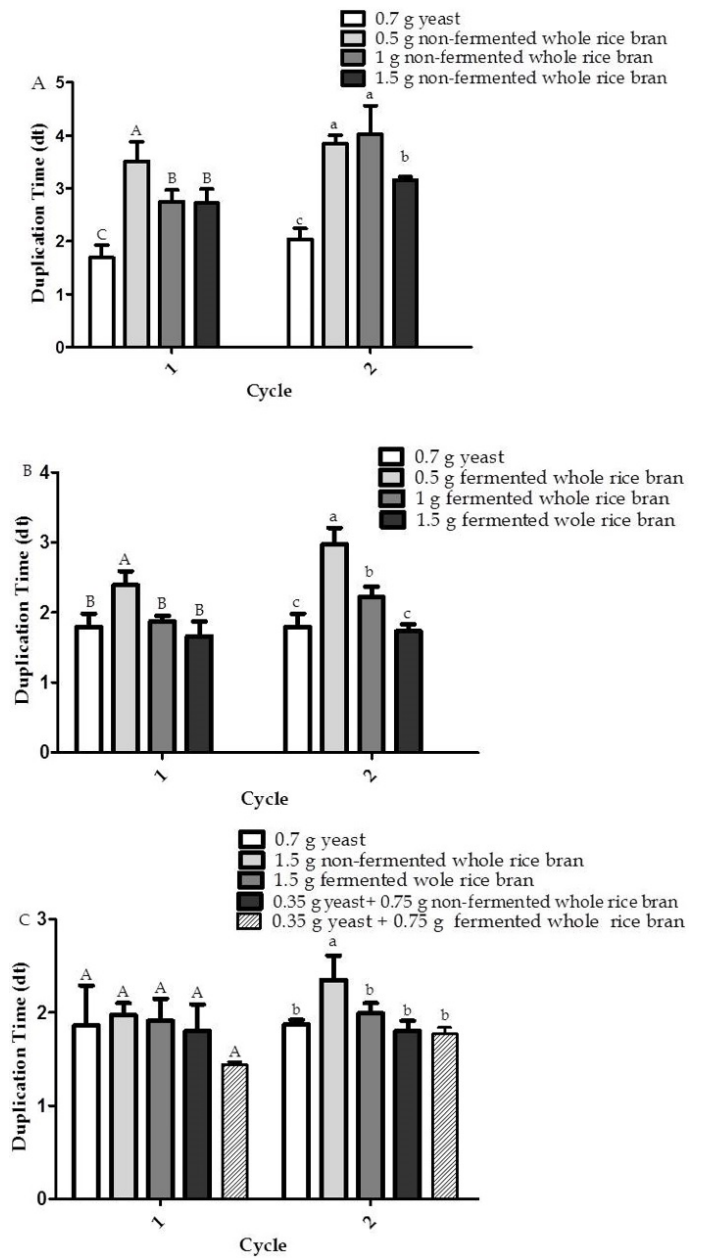 0.7 g yeast
0.5 g non-fermented whole rice bran
1 g non-fermented whole rice bran
1.5 g non-fermented whole rice bran
A
5
4
3
2
1
0
Duplication Time (dt)
C
A
B
B
c
a
a
b
1
2
Cycle
0.7 g yeast
0.5 g fermented whole rice bran
1 g fermented whole rice bran
1.5 g fermented wole rice bran
B
4
3
2
1
0
Duplication Time (dt)
B
A
B
B
c
a
b
c
1
2
Cycle
0.7 g yeast
1.5 g non-fermented whole rice bran
1.5 g fermented wole rice bran
0.35 g yeast+ 0.75 g non-fermented whole rice bran
0.35 g yeast + 0.75 g fermented whole rice bran
C
3
2
1
0
Duplication Time (dt)
A
A
A
A
A
b
a
b
b
b
1
2
Cycle